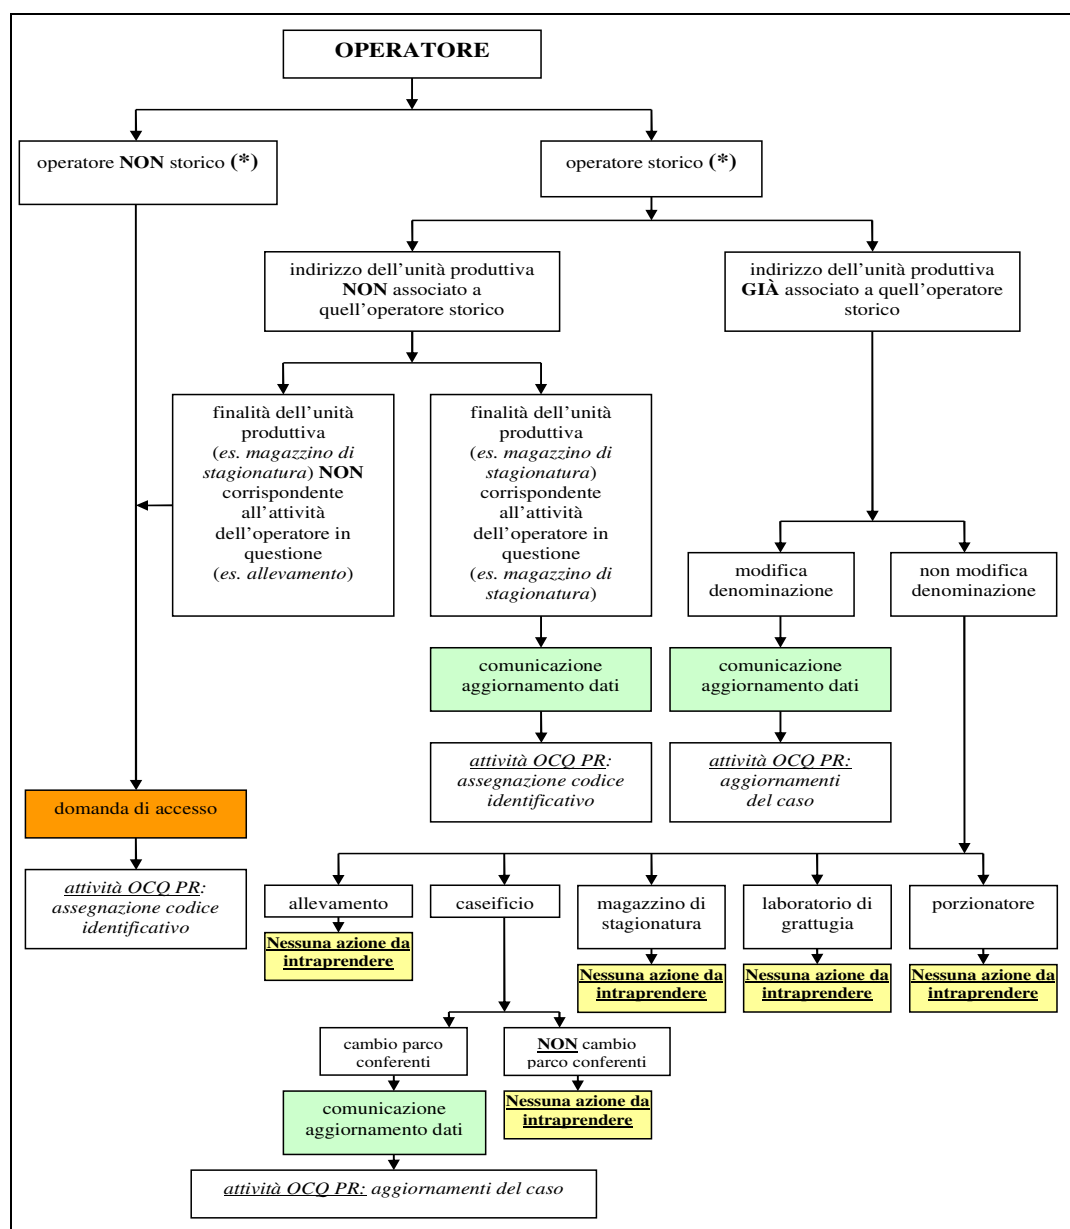 OPERATORE
operatore NON storico (*)
operatore storico (*)
indirizzo dell’unità produttiva
NON associato a
quell’operatore storico
indirizzo dell’unità produttiva
GIÀ associato a quell’operatore
storico
finalità dell’unità
produttiva
(es. magazzino di
stagionatura) NON
corrispondente
all’attività
dell’operatore in
questione
(es. allevamento)
finalità dell’unità
produttiva
(es. magazzino di
stagionatura)
corrispondente
all’attività
dell’operatore in
questione
(es. magazzino di
stagionatura)
modifica
denominazione
non modifica
denominazione
comunicazione
aggiornamento dati
comunicazione
aggiornamento dati
attività OCQ PR:
assegnazione codice
identificativo
attività OCQ PR:
aggiornamenti
del caso
domanda di accesso
attività OCQ PR:
assegnazione codice
identificativo
allevamento
caseificio
magazzino di
stagionatura
laboratorio di
grattugia
porzionatore
Nessuna azione da
intraprendere
Nessuna azione da
intraprendere
Nessuna azione da
intraprendere
Nessuna azione da
intraprendere
cambio parco
conferenti
NON cambio
parco conferenti
comunicazione
aggiornamento dati
Nessuna azione da
intraprendere
attività OCQ PR: aggiornamenti del caso